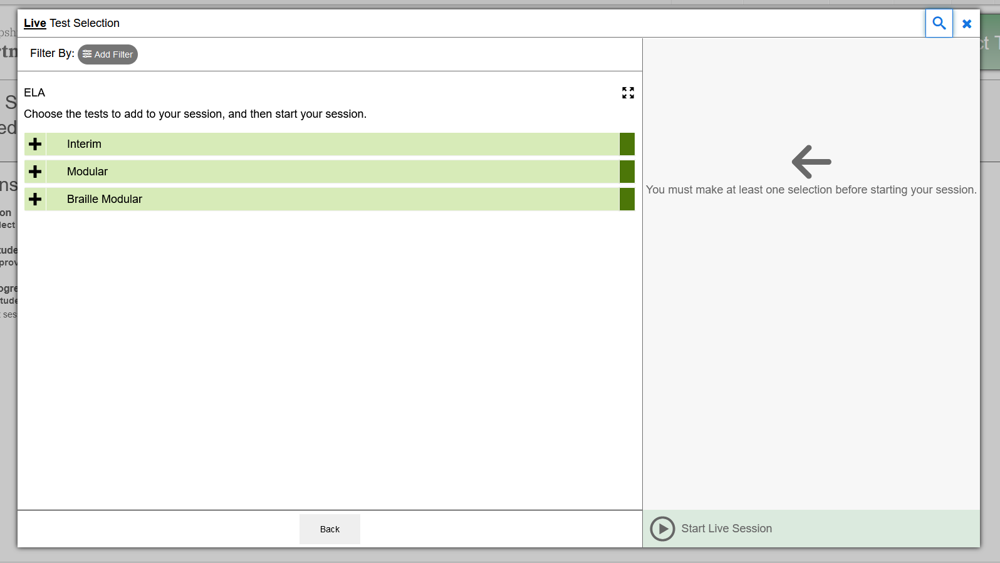 Live Test Selection
Filter By: Add Filter
ELA
Choose the tests to add to your session, and then start your session.
Interim
Modular
Braille Modular
You must make at least one selection before starting your session.
Back
Start Live Session